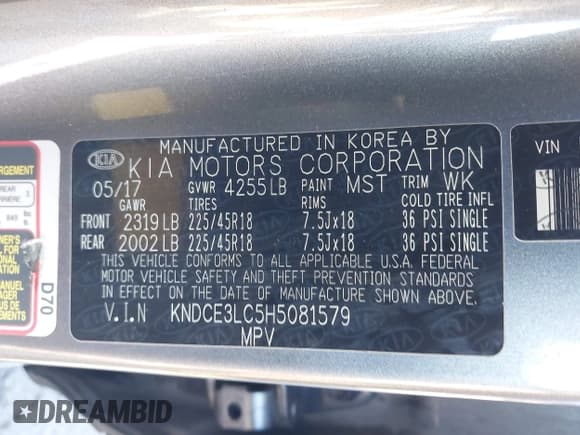 MANUFACTURED IN KOREA BY
KIA KIA MOTORS CORPORATION
05/17 GVWR 4255LB PAINT MST TRIM WK
GAWR TIRES RIMS COLD TIRE INFL
FRONT 2319LB 225/45R18 7.5Jx18 36 PSI SINGLE
REAR 2002LB 225/45R18 7.5Jx18 36 PSI SINGLE
THIS VEHICLE CONFORMS TO ALL APPLICABLE U.S.A. FEDERAL
MOTOR VEHICLE SAFETY AND THEFT PREVENTION STANDARDS
IN EFFECT ON THE DATE OF MANUFACTURE SHOWN ABOVE.
V.I.N KNDCE3LC5H5081579
MPV
REAR
D70
VIN
DREAMBID